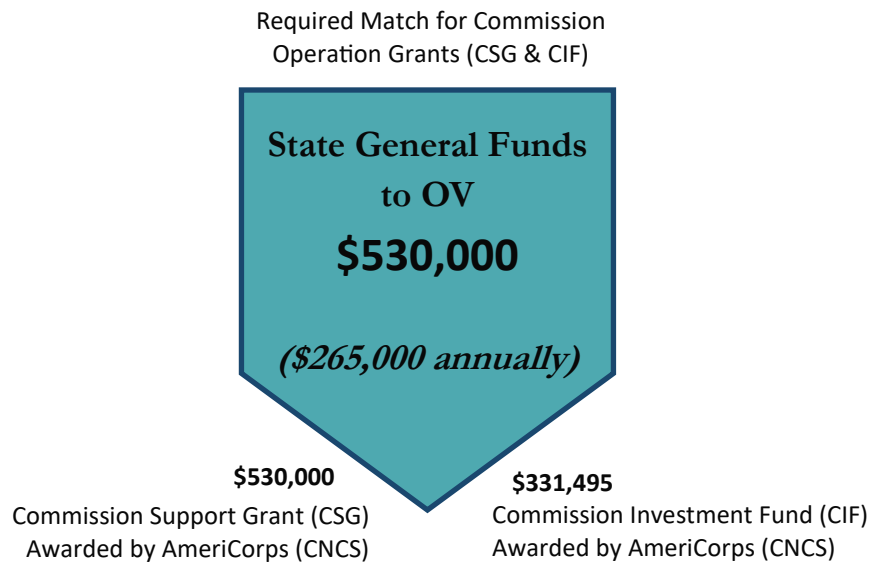 Required Match for Commission
Operation Grants (CSG & CIF)
State General Funds
to OV
$530,000
($265,000 annually)
$530,000
Commission Support Grant (CSG)
Awarded by AmeriCorps (CNCS)
$331,495
Commission Investment Fund (CIF)
Awarded by AmeriCorps (CNCS)